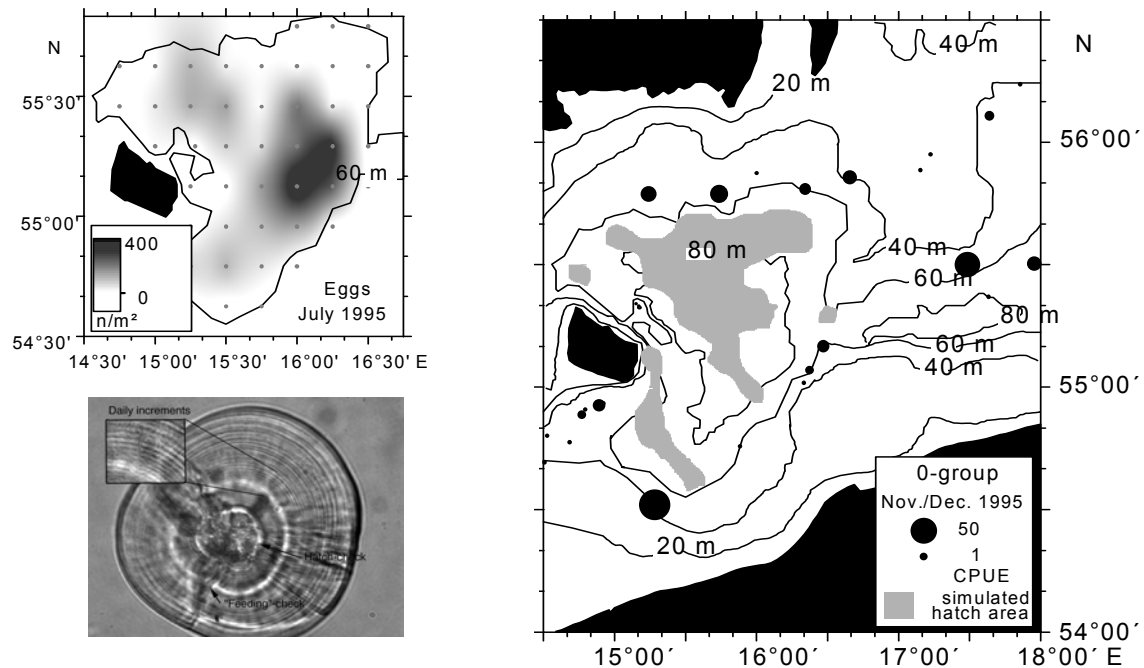 N
55°30'
60 m
55°00'
400
0
n/m²
Eggs
July 1995
54°30'
14°30' 15°00' 15°30' 16°00' 16°30' E
Daily increments
Hatch-check
"Feeding"-check
40 m
N
20 m
56°00´
80 m
40 m
60 m
80 m
60 m
40 m
55°00´
0-group
Nov./Dec. 1995
50
1
CPUE
simulated
hatch area
20 m
54°00´
15°00´ 16°00´ 17°00´ 18°00´ E